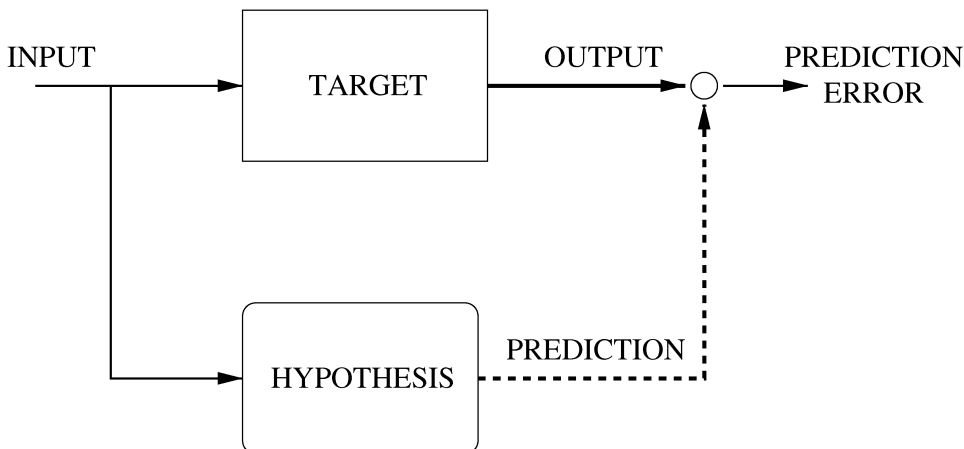 INPUT
TARGET
OUTPUT
PREDICTION
ERROR
HYPOTHESIS
PREDICTION